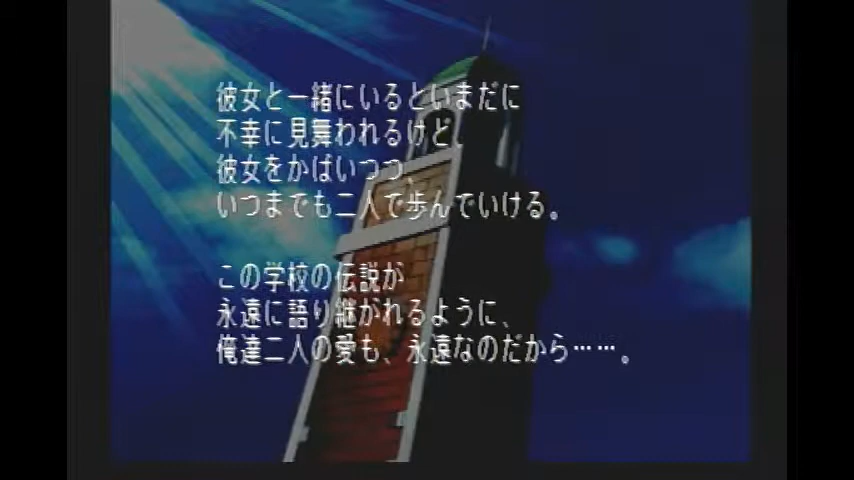 彼女と一緒にいるといまだに
不幸に見舞われるけど、
彼女をかばいつつ、
いつまでも二人で歩んでいける。
この学校の伝説が
永遠に語り継がれるように、
俺達二人の愛も、永遠なのだから……。